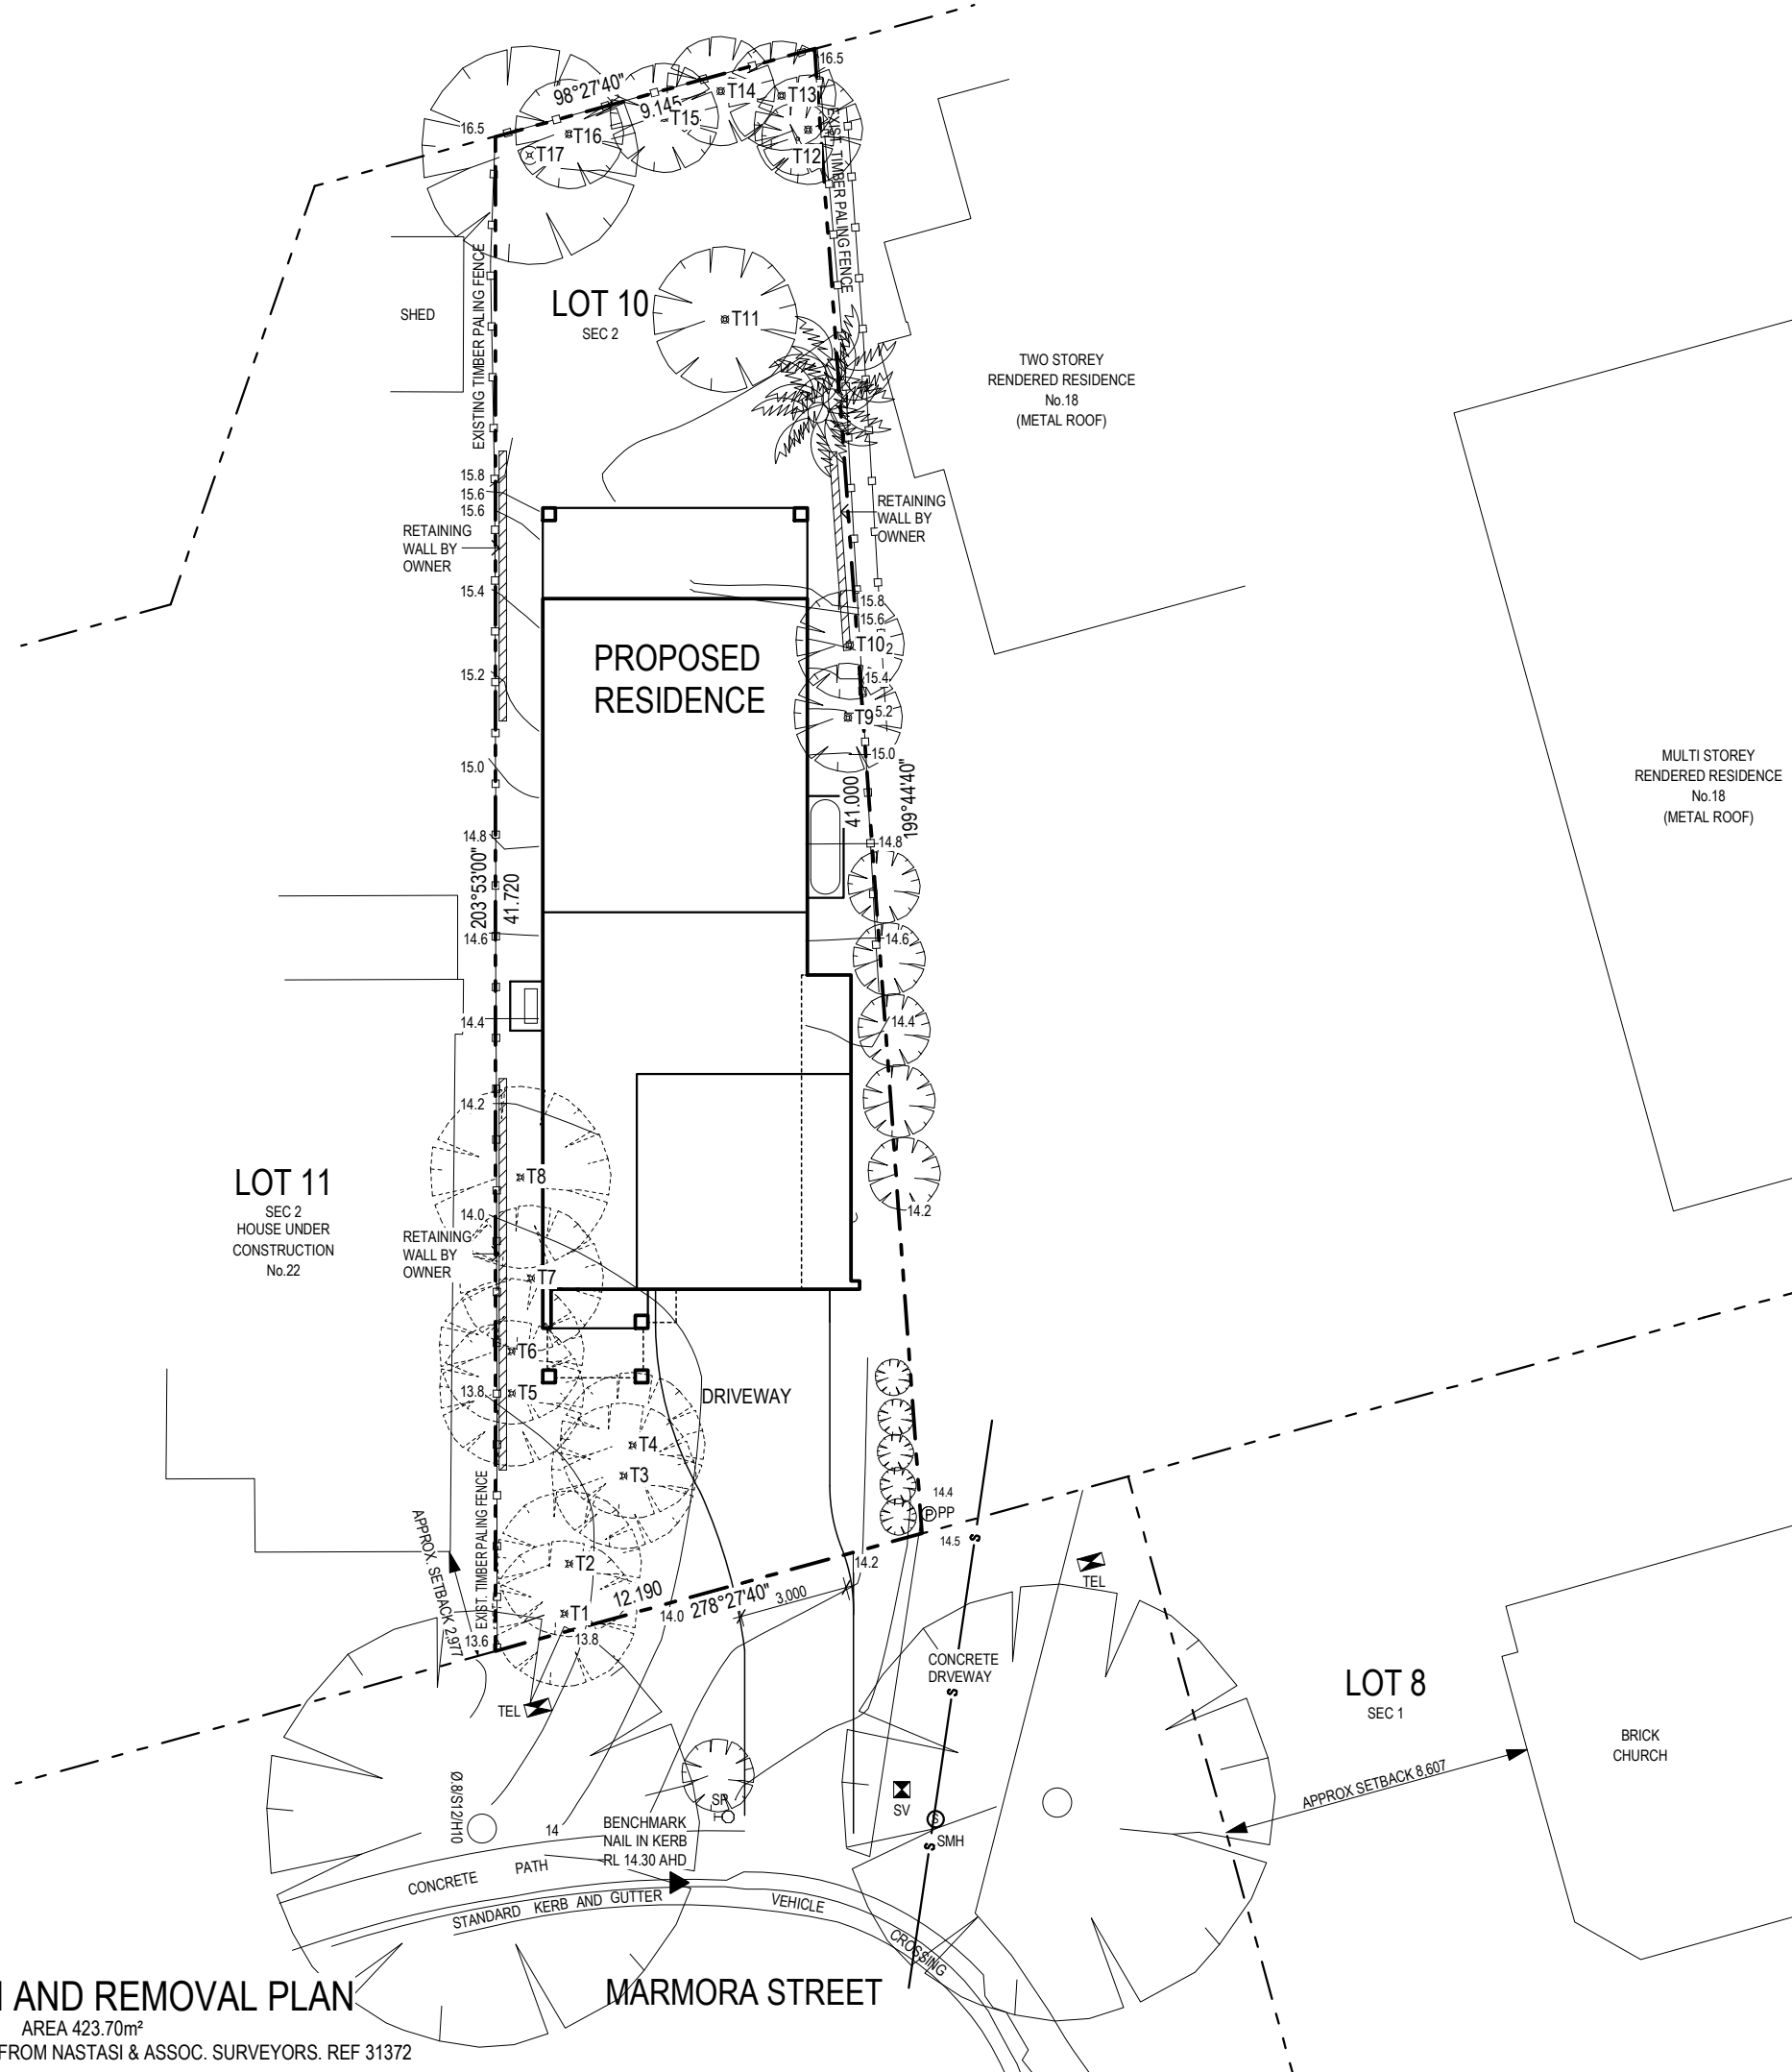 16.5
98°27'40"
9.145
T14
T13
T15
T16
T12
T17
16.5
EXIST. TIMBER PALING FENCE
EXISTING TIMBER PALING FENCE
SHED
LOT 10
SEC 2
T11
TWO STOREY
RENDERED RESIDENCE
No.18
(METAL ROOF)
15.8
15.6
15.6
RETAINING
WALL BY
OWNER
RETAINING
WALL BY
OWNER
15.4
15.8
15.6
PROPOSED
RESIDENCE
T10
2
15.2
15.4
T9
5.2
15.0
15.0
41.000
199°44'40"
MULTI STOREY
RENDERED RESIDENCE
No.18
(METAL ROOF)
14.8
14.8
203°53'00"
41.720
14.6
14.6
14.4
14.4
14.2
T8
14.2
LOT 11
SEC 2
HOUSE UNDER
CONSTRUCTION
No.22
14.0
RETAINING
WALL BY
OWNER
T7
T6
T5
13.8
DRIVEWAY
T4
T3
EXIST. TIMBER PALING FENCE
APPROX. SETBACK 2,977
14.4
P
PP
14.5
S
T2
14.2
TEL
12.190
278°27'40"
3,000
T1
14.0
13.8
13.6
CONCRETE
DRVEWAY
S
TEL
LOT 8
SEC 1
BRICK
CHURCH
APPROX SETBACK 8,607
Ø.8/S12/H10
SP
SV
S
SMH
S
14
BENCHMARK
NAIL IN KERB
RL 14.30 AHD
CONCRETE PATH
STANDARD KERB AND GUTTER
VEHICLE
CROSSING
MARMORA STREET
AND REMOVAL PLAN
AREA 423.70m²
FROM NASTASI & ASSOC. SURVEYORS. REF 31372